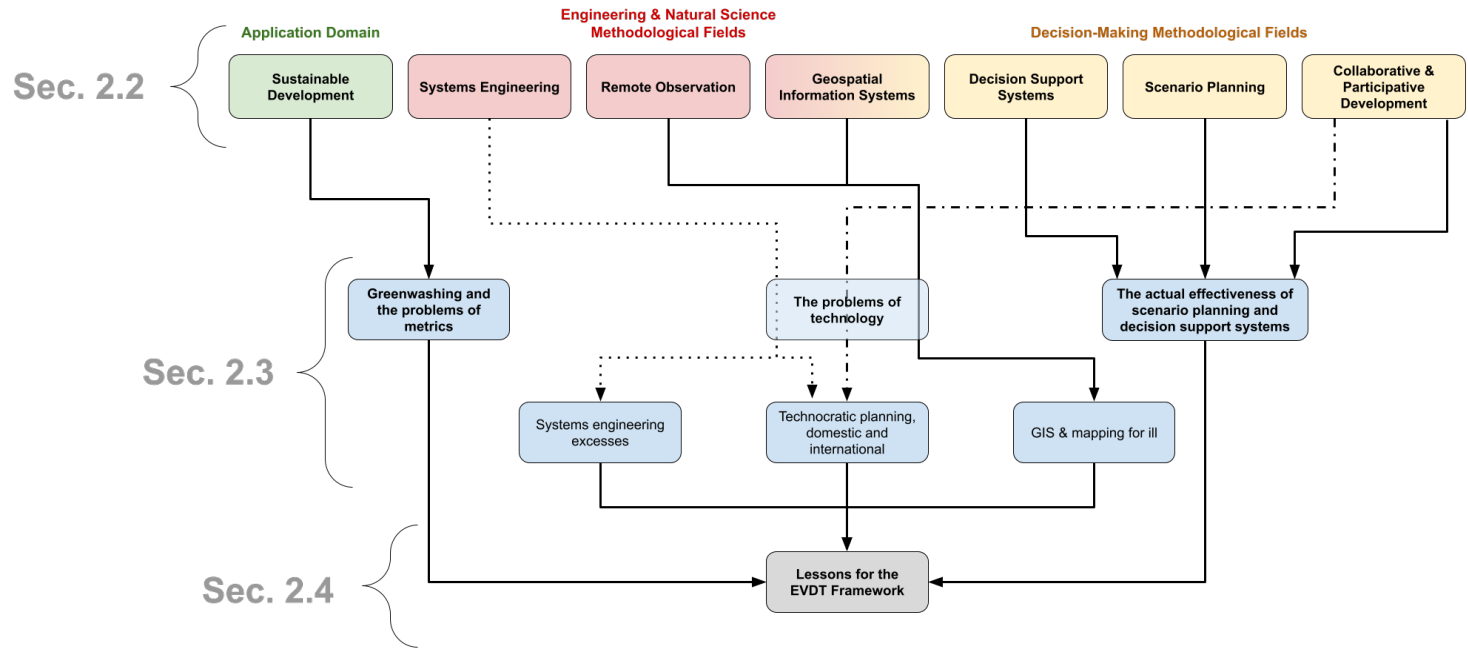 Application Domain
Engineering & Natural Science
Methodological Fields
Decision-Making Methodological Fields
Sec. 2.2
Sustainable
Development
Systems Engineering
Remote Observation
Geospatial
Information Systems
Decision Support
Systems
Scenario Planning
Collaborative &
Participative
Development
Sec. 2.3
Greenwashing and
the problems of
metrics
The problems of
technology
The actual effectiveness of
scenario planning and
decision support systems
Systems engineering
excesses
Technocratic planning,
domestic and
international
GIS & mapping for ill
Sec. 2.4
Lessons for the
EVDT Framework